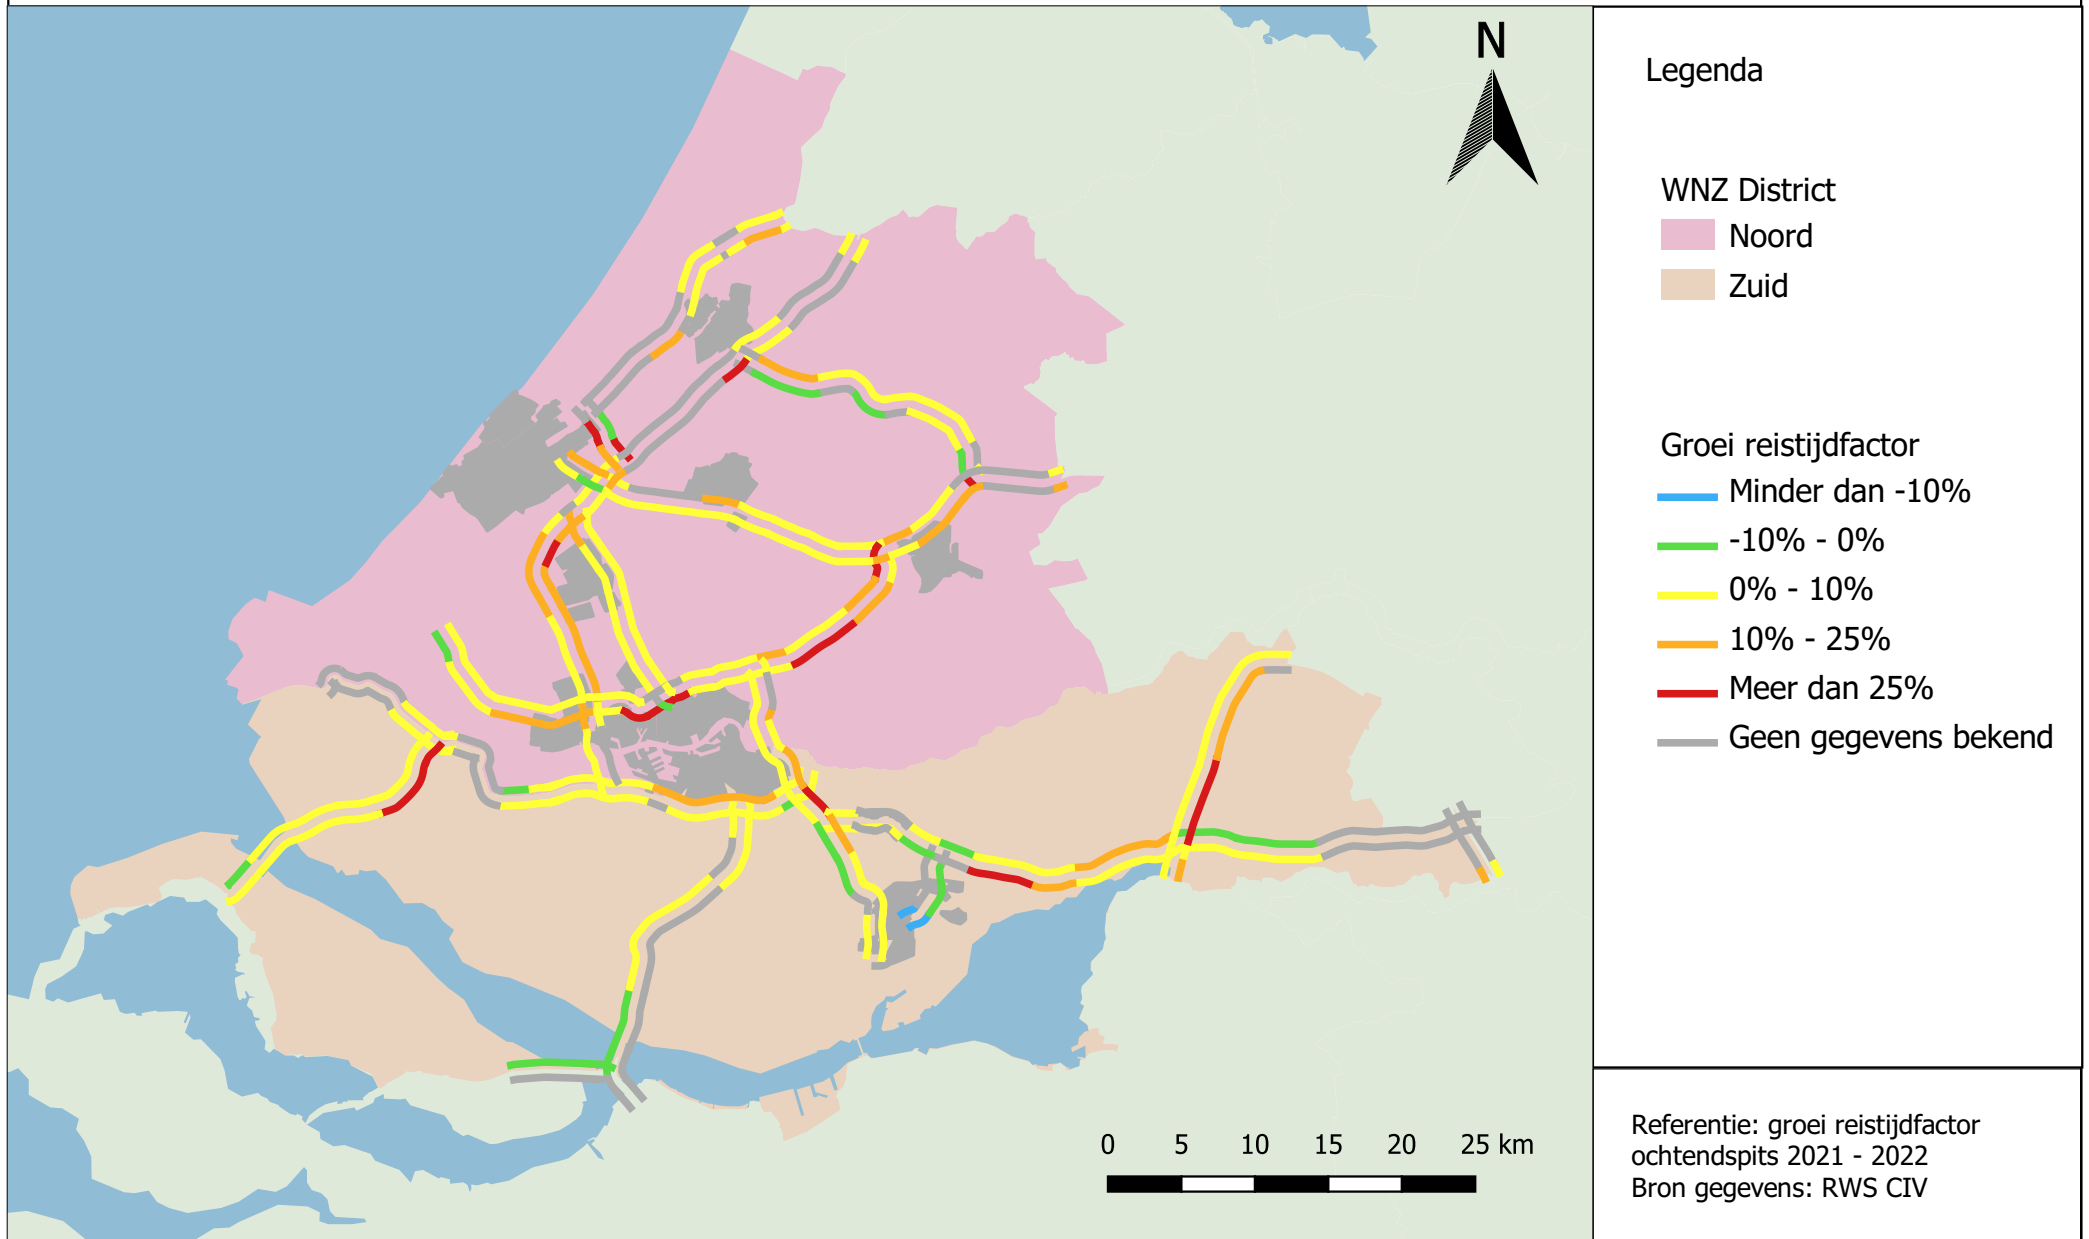 N
Legenda
WNZ District
Noord
Zuid
Groei reistijdfactor
Minder dan -10%
-10% - 0%
0% - 10%
10% - 25%
Meer dan 25%
Geen gegevens bekend
0 5 10 15 20 25 km
Referentie: groei reistijdfactor
ochtendspits 2021 - 2022
Bron gegevens: RWS CIV